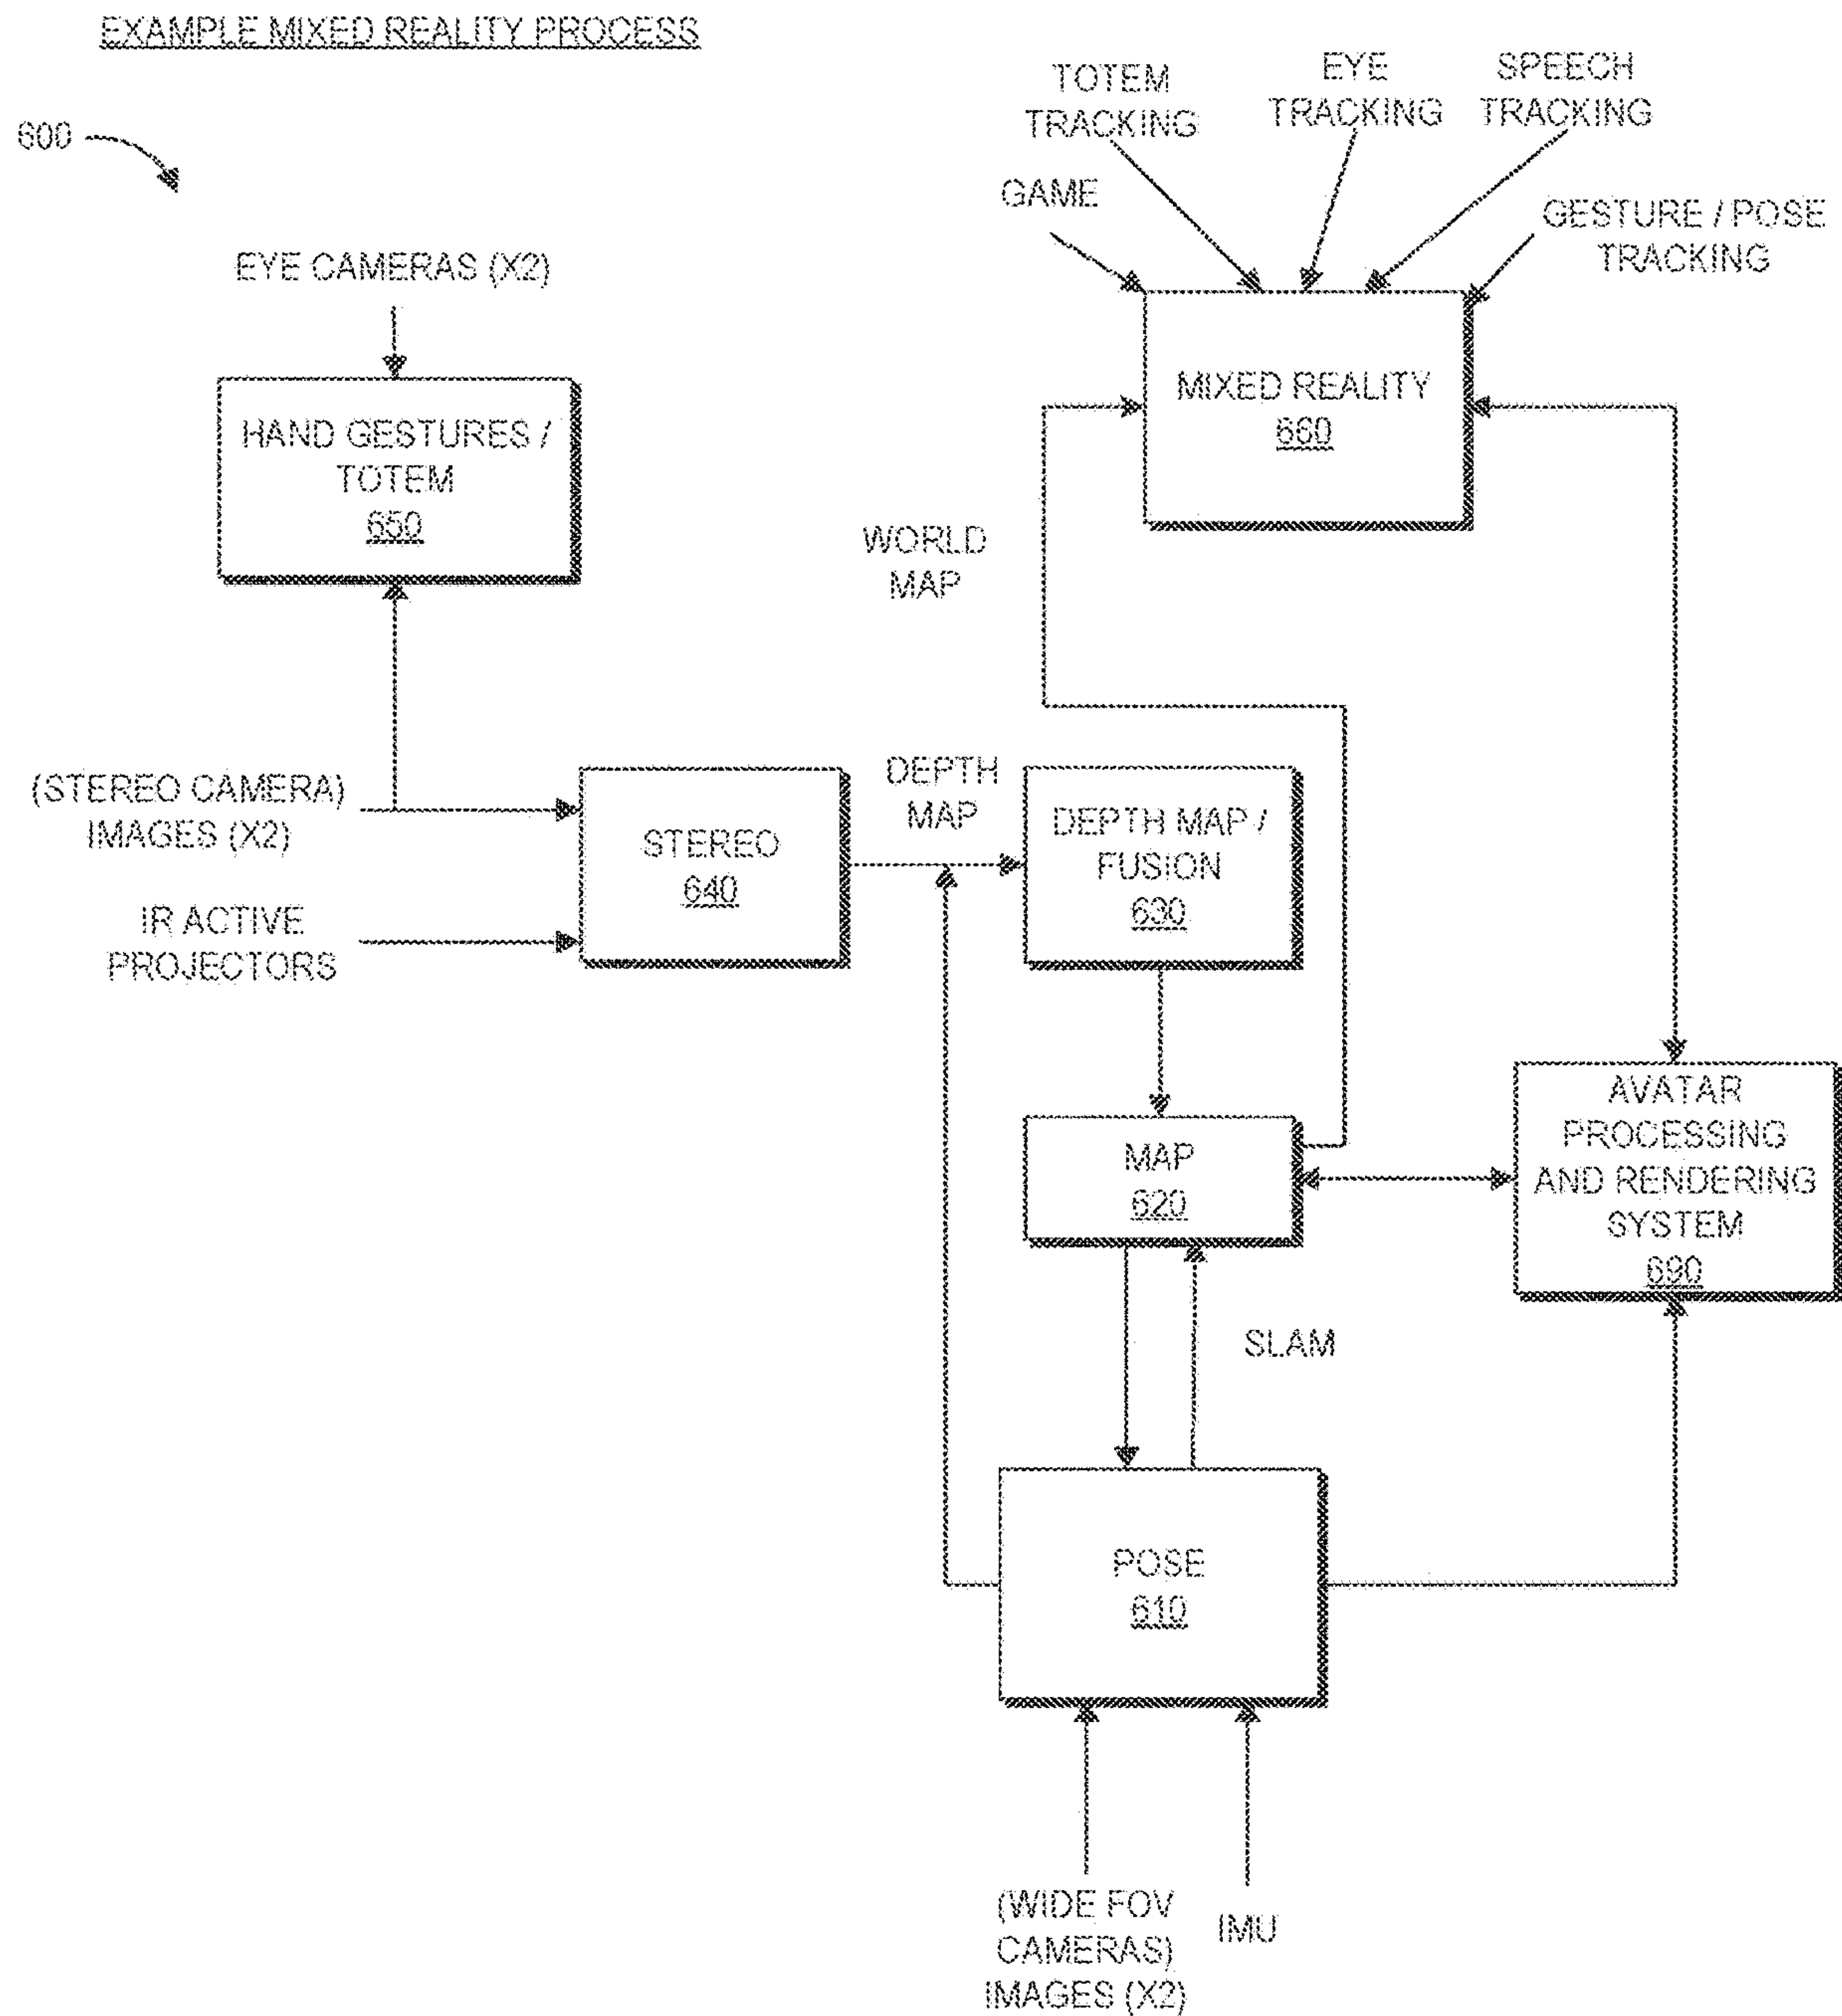 EXAMPLE MIXED REALITY PROCESS
600
TOTEM
TRACKING
EYE
TRACKING
SPEECH
TRACKING
GAME
GESTURE / POSE
TRACKING
EYE CAMERAS (X2)
HAND GESTURES /
TOTEM
650
MIXED REALITY
660
WORLD
MAP
(STEREO CAMERA)
IMAGES (X2)
IR ACTIVE
PROJECTORS
STEREO
640
DEPTH
MAP
DEPTH MAP /
FUSION
630
MAP
620
AVATAR
PROCESSING
AND RENDERING
SYSTEM
690
SLAM
POSE
610
(WIDE FOV
CAMERAS)
IMAGES (X2)
IMU